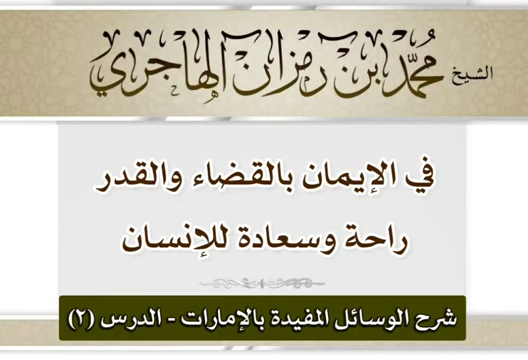 الشيخ محمد بن رمزان الهاجري
في الإيمان بالقضاء والقدر
راحة وسعادة للإنسان
شرح الوسائل المفيدة بالإمارات - الدرس (٢)